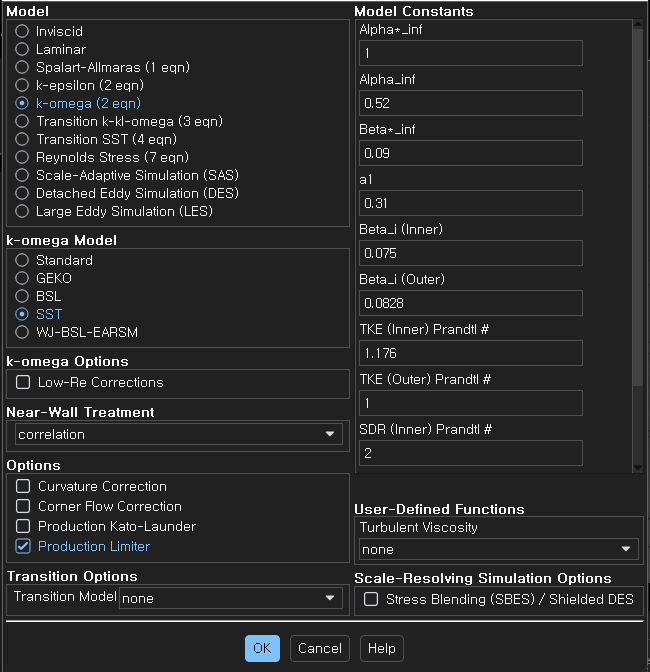 Model
Inviscid
Laminar
Spalart-Allmaras (1 eqn)
k-epsilon (2 eqn)
k-omega (2 eqn)
Transition k-kl-omega (3 eqn)
Transition SST (4 eqn)
Reynolds Stress (7 eqn)
Scale-Adaptive Simulation (SAS)
Detached Eddy Simulation (DES)
Large Eddy Simulation (LES)
k-omega Model
Standard
GEKO
BSL
SST
WJ-BSL-EARSM
k-omega Options
Low-Re Corrections
Near-Wall Treatment
correlation
Options
Curvature Correction
Corner Flow Correction
Production Kato-Launder
Production Limiter
Transition Options
Transition Model none
Model Constants
Alpha*_inf
1
Alpha_inf
0.52
Beta*_inf
0.09
a1
0.31
Beta_i (Inner)
0.075
Beta_i (Outer)
0.0828
TKE (Inner) Prandtl #
1.176
TKE (Outer) Prandtl #
1
SDR (Inner) Prandtl #
2
User-Defined Functions
Turbulent Viscosity
none
Scale-Resolving Simulation Options
Stress Blending (SBES) / Shielded DES
OK Cancel Help